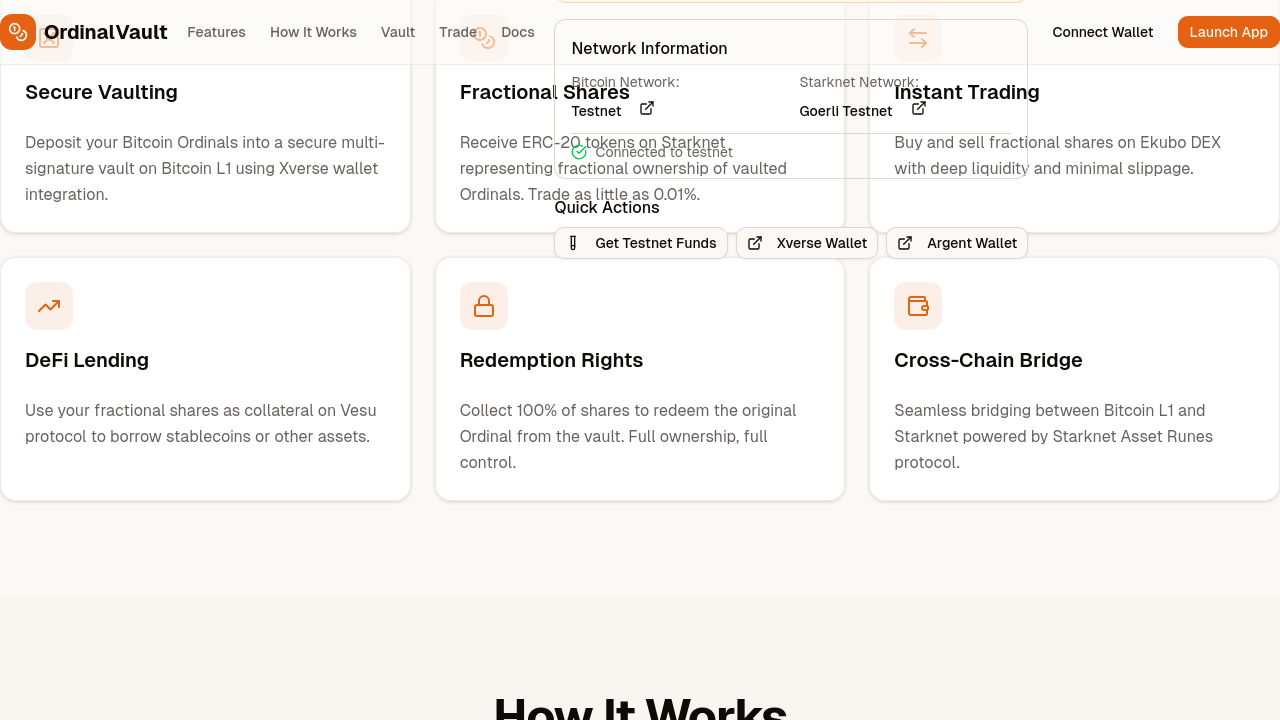 OrdinalVault
Features
How It Works
Vault
Trade
Docs
Connect Wallet
Launch App
Network Information
Bitcoin Network:
Testnet
Starknet Network:
Goerli Testnet
Connected to testnet
Quick Actions
Get Testnet Funds
Xverse Wallet
Argent Wallet
Secure Vaulting
Deposit your Bitcoin Ordinals into a secure multi-
signature vault on Bitcoin L1 using Xverse wallet
integration.
Fractional Shares
Receive ERC-20 tokens on Starknet
representing fractional ownership of vaulted
Ordinals. Trade as little as 0.01%.
Instant Trading
Buy and sell fractional shares on Ekubo DEX
with deep liquidity and minimal slippage.
DeFi Lending
Use your fractional shares as collateral on Vesu
protocol to borrow stablecoins or other assets.
Redemption Rights
Collect 100% of shares to redeem the original
Ordinal from the vault. Full ownership, full
control.
Cross-Chain Bridge
Seamless bridging between Bitcoin L1 and
Starknet powered by Starknet Asset Runes
protocol.
How It Works